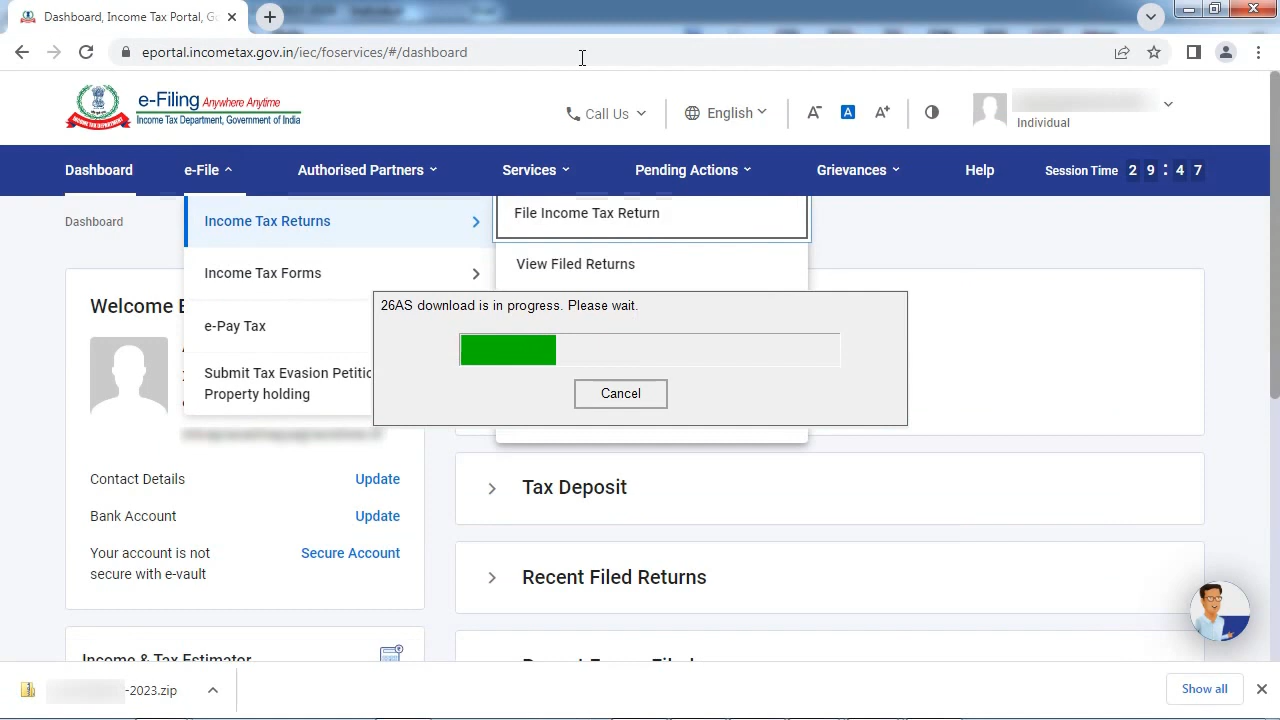 Dashboard, Income Tax Portal, Go
eportal.incometax.gov.in/iec/foservices/#/dashboard
e-Filing Anywhere Anytime
Income Tax Department, Government of India
Call Us
English
A-
A
A+
Individual
Dashboard
e-File
Authorised Partners
Services
Pending Actions
Grievances
Help
Session Time 2 9 : 4 7
Dashboard
Income Tax Returns
File Income Tax Return
View Filed Returns
Income Tax Forms
e-Pay Tax
Submit Tax Evasion Petitio
Property holding
26AS download is in progress. Please wait.
Cancel
Welcome
Contact Details Update
Bank Account Update
Your account is not
secure with e-vault
Secure Account
Tax Deposit
Recent Filed Returns
Income & Tax Estimator
-2023.zip
Show all